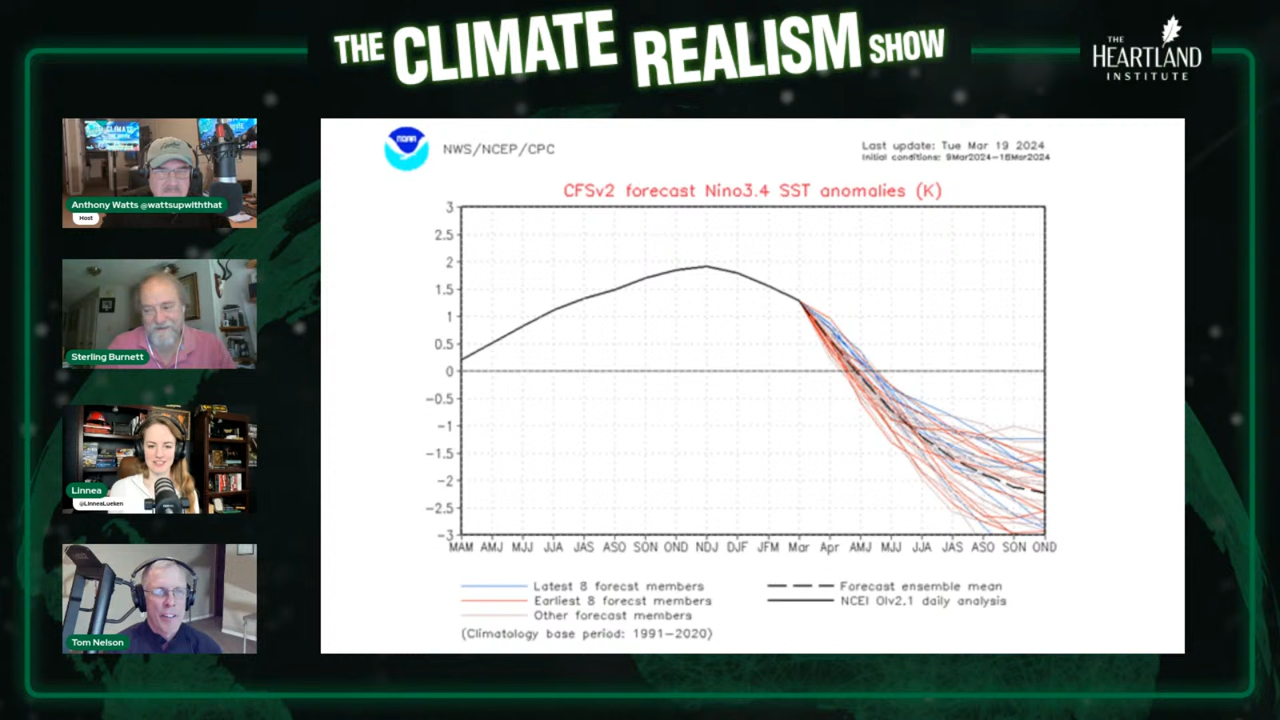 THE CLIMATE REALISM SHOW
THE
HEARTLAND
INSTITUTE
Anthony Watts @wattsupwiththat
Host
Sterling Burnett
Linnea
@LinneaLueken
Tom Nelson
NOAA
NWS/NCEP/CPC
Last update: Tue Mar 19 2024
Initial conditions: 9Mar2024-18Mar2024
CFSv2 forecast Nino3.4 SST anomalies (K)
3
2.5
2
1.5
1
0.5
0
-0.5
-1
-1.5
-2
-2.5
-3
MAM AMJ MJJ JJA JAS ASO SON OND NDJ DJF JFM Mar Apr AMJ MJJ JJA JAS ASO SON OND
Latest 8 forecst members
Earliest 8 forecst members
Other forecast members
(Climatology base period: 1991-2020)
Forecast ensemble mean
NCEI OIv2.1 daily analysis